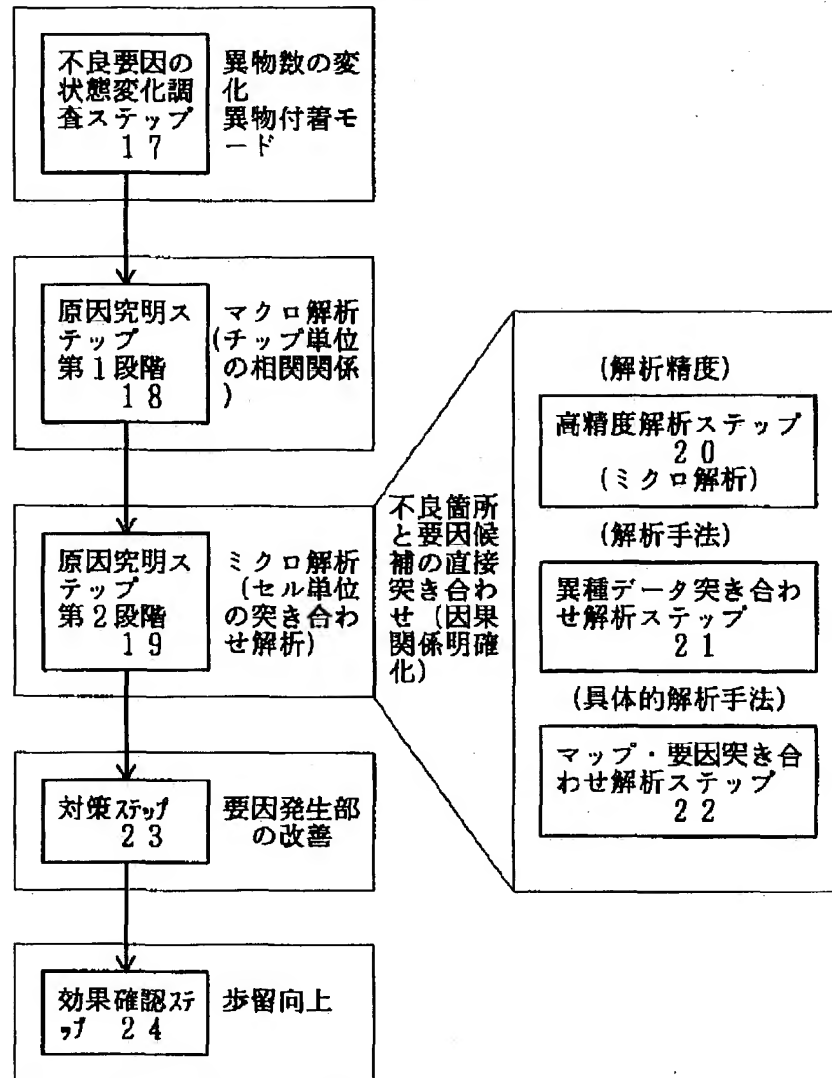 不良要因の
状態変化調
査ステップ
17
異物数の変
化
異物付着モ
ード
原因究明ス
テップ
第1段階
18
マクロ解析
(チップ単位
の相関関係
)
原因究明ス
テップ
第2段階
19
ミクロ解析
(セル単位
の突き合わ
せ解析)
不良箇所
と要因候
補の直接
突き合わ
せ(因果
関係明確
化)
(解析精度)
高精度解析ステップ
20
(ミクロ解析)
(解析手法)
異種データ突き合わ
せ解析ステップ
21
(具体的解析手法)
マップ・要因突き合
わせ解析ステップ
22
対策ステップ
23
要因発生部
の改善
効果確認ステ
ップ 24
歩留向上